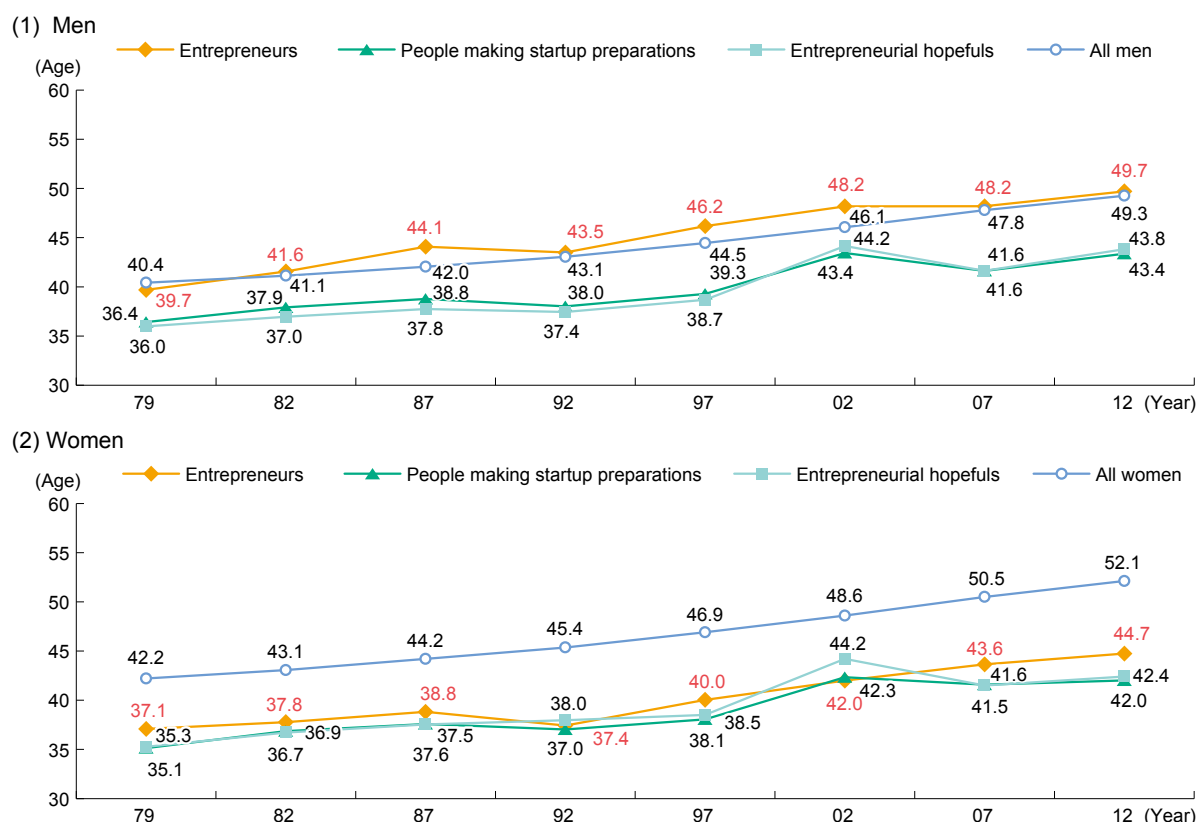 (1) Men
Entrepreneurs People making startup preparations Entrepreneurial hopefuls All men
(Age)
60
55
50
45
40
35
30
40.4 39.7 36.4 36.0
41.6 41.1 37.9 37.0
44.1 42.0 38.8 37.8
43.5 43.1 38.0 37.4
46.2 44.5 39.3 38.7
48.2 46.1 44.2 43.4
48.2 47.8 41.6 41.6
49.7 49.3 43.8 43.4
79 82 87 92 97 02 07 12 (Year)
(2) Women
Entrepreneurs People making startup preparations Entrepreneurial hopefuls All women
(Age)
60
55
50
45
40
35
30
42.2 37.1 35.3 35.1
43.1 37.8 36.9 36.7
44.2 38.8 37.5 37.6
45.4 38.0 37.4 37.0
46.9 40.0 38.5 38.1
48.6 44.2 42.3 42.0
50.5 43.6 41.6 41.5
52.1 44.7 42.4 42.0
79 82 87 92 97 02 07 12 (Year)